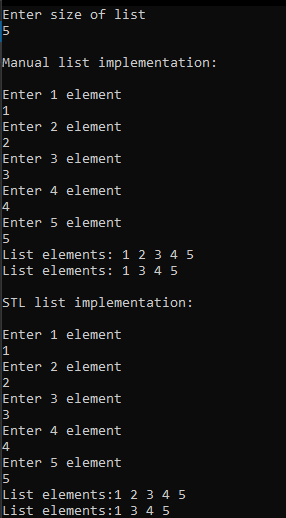 Enter size of list
5
Manual list implementation:
Enter 1 element
1
Enter 2 element
2
Enter 3 element
3
Enter 4 element
4
Enter 5 element
5
List elements: 1 2 3 4 5
List elements: 1 3 4 5
STL list implementation:
Enter 1 element
1
Enter 2 element
2
Enter 3 element
3
Enter 4 element
4
Enter 5 element
5
List elements:1 2 3 4 5
List elements:1 3 4 5